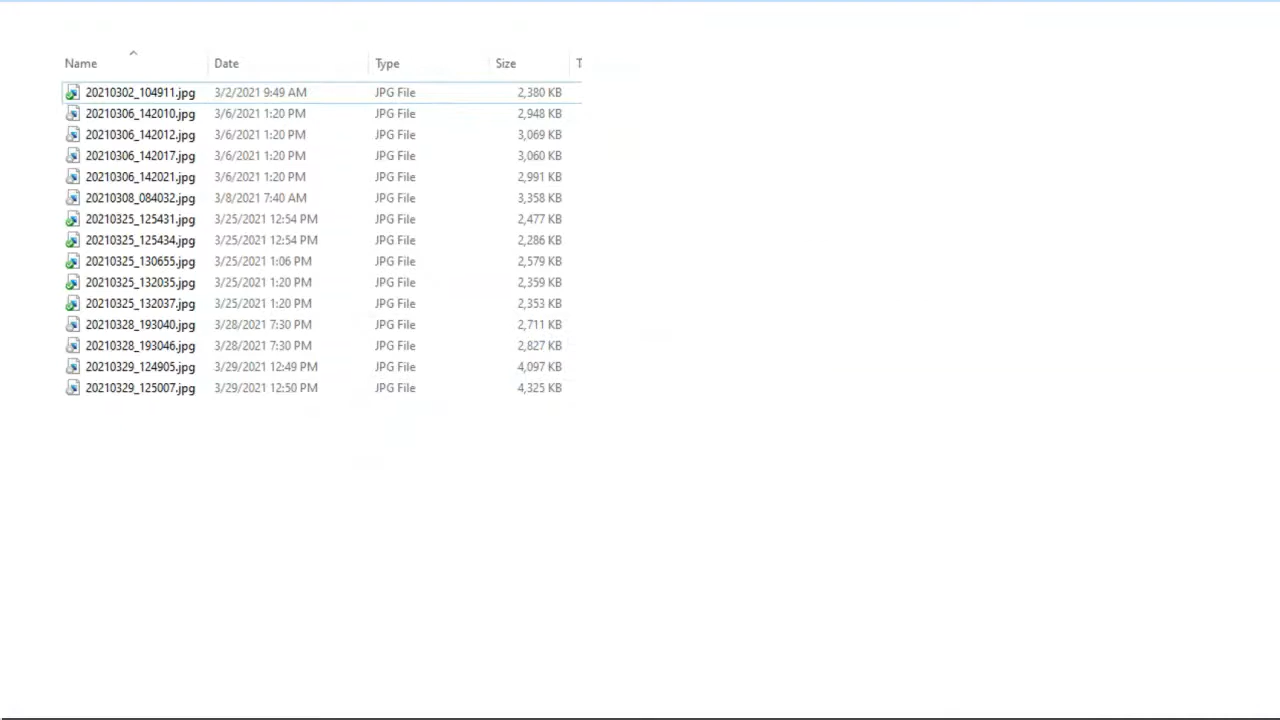 Name Date Type Size T
20210302_104911.jpg 3/2/2021 9:49 AM JPG File 2,380 KB
20210306_142010.jpg 3/6/2021 1:20 PM JPG File 2,948 KB
20210306_142012.jpg 3/6/2021 1:20 PM JPG File 3,069 KB
20210306_142017.jpg 3/6/2021 1:20 PM JPG File 3,060 KB
20210306_142021.jpg 3/6/2021 1:20 PM JPG File 2,991 KB
20210308_084032.jpg 3/8/2021 7:40 AM JPG File 3,358 KB
20210325_125431.jpg 3/25/2021 12:54 PM JPG File 2,477 KB
20210325_125434.jpg 3/25/2021 12:54 PM JPG File 2,286 KB
20210325_130655.jpg 3/25/2021 1:06 PM JPG File 2,579 KB
20210325_132035.jpg 3/25/2021 1:20 PM JPG File 2,359 KB
20210325_132037.jpg 3/25/2021 1:20 PM JPG File 2,353 KB
20210328_193040.jpg 3/28/2021 7:30 PM JPG File 2,711 KB
20210328_193046.jpg 3/28/2021 7:30 PM JPG File 2,827 KB
20210329_124905.jpg 3/29/2021 12:49 PM JPG File 4,097 KB
20210329_125007.jpg 3/29/2021 12:50 PM JPG File 4,325 KB